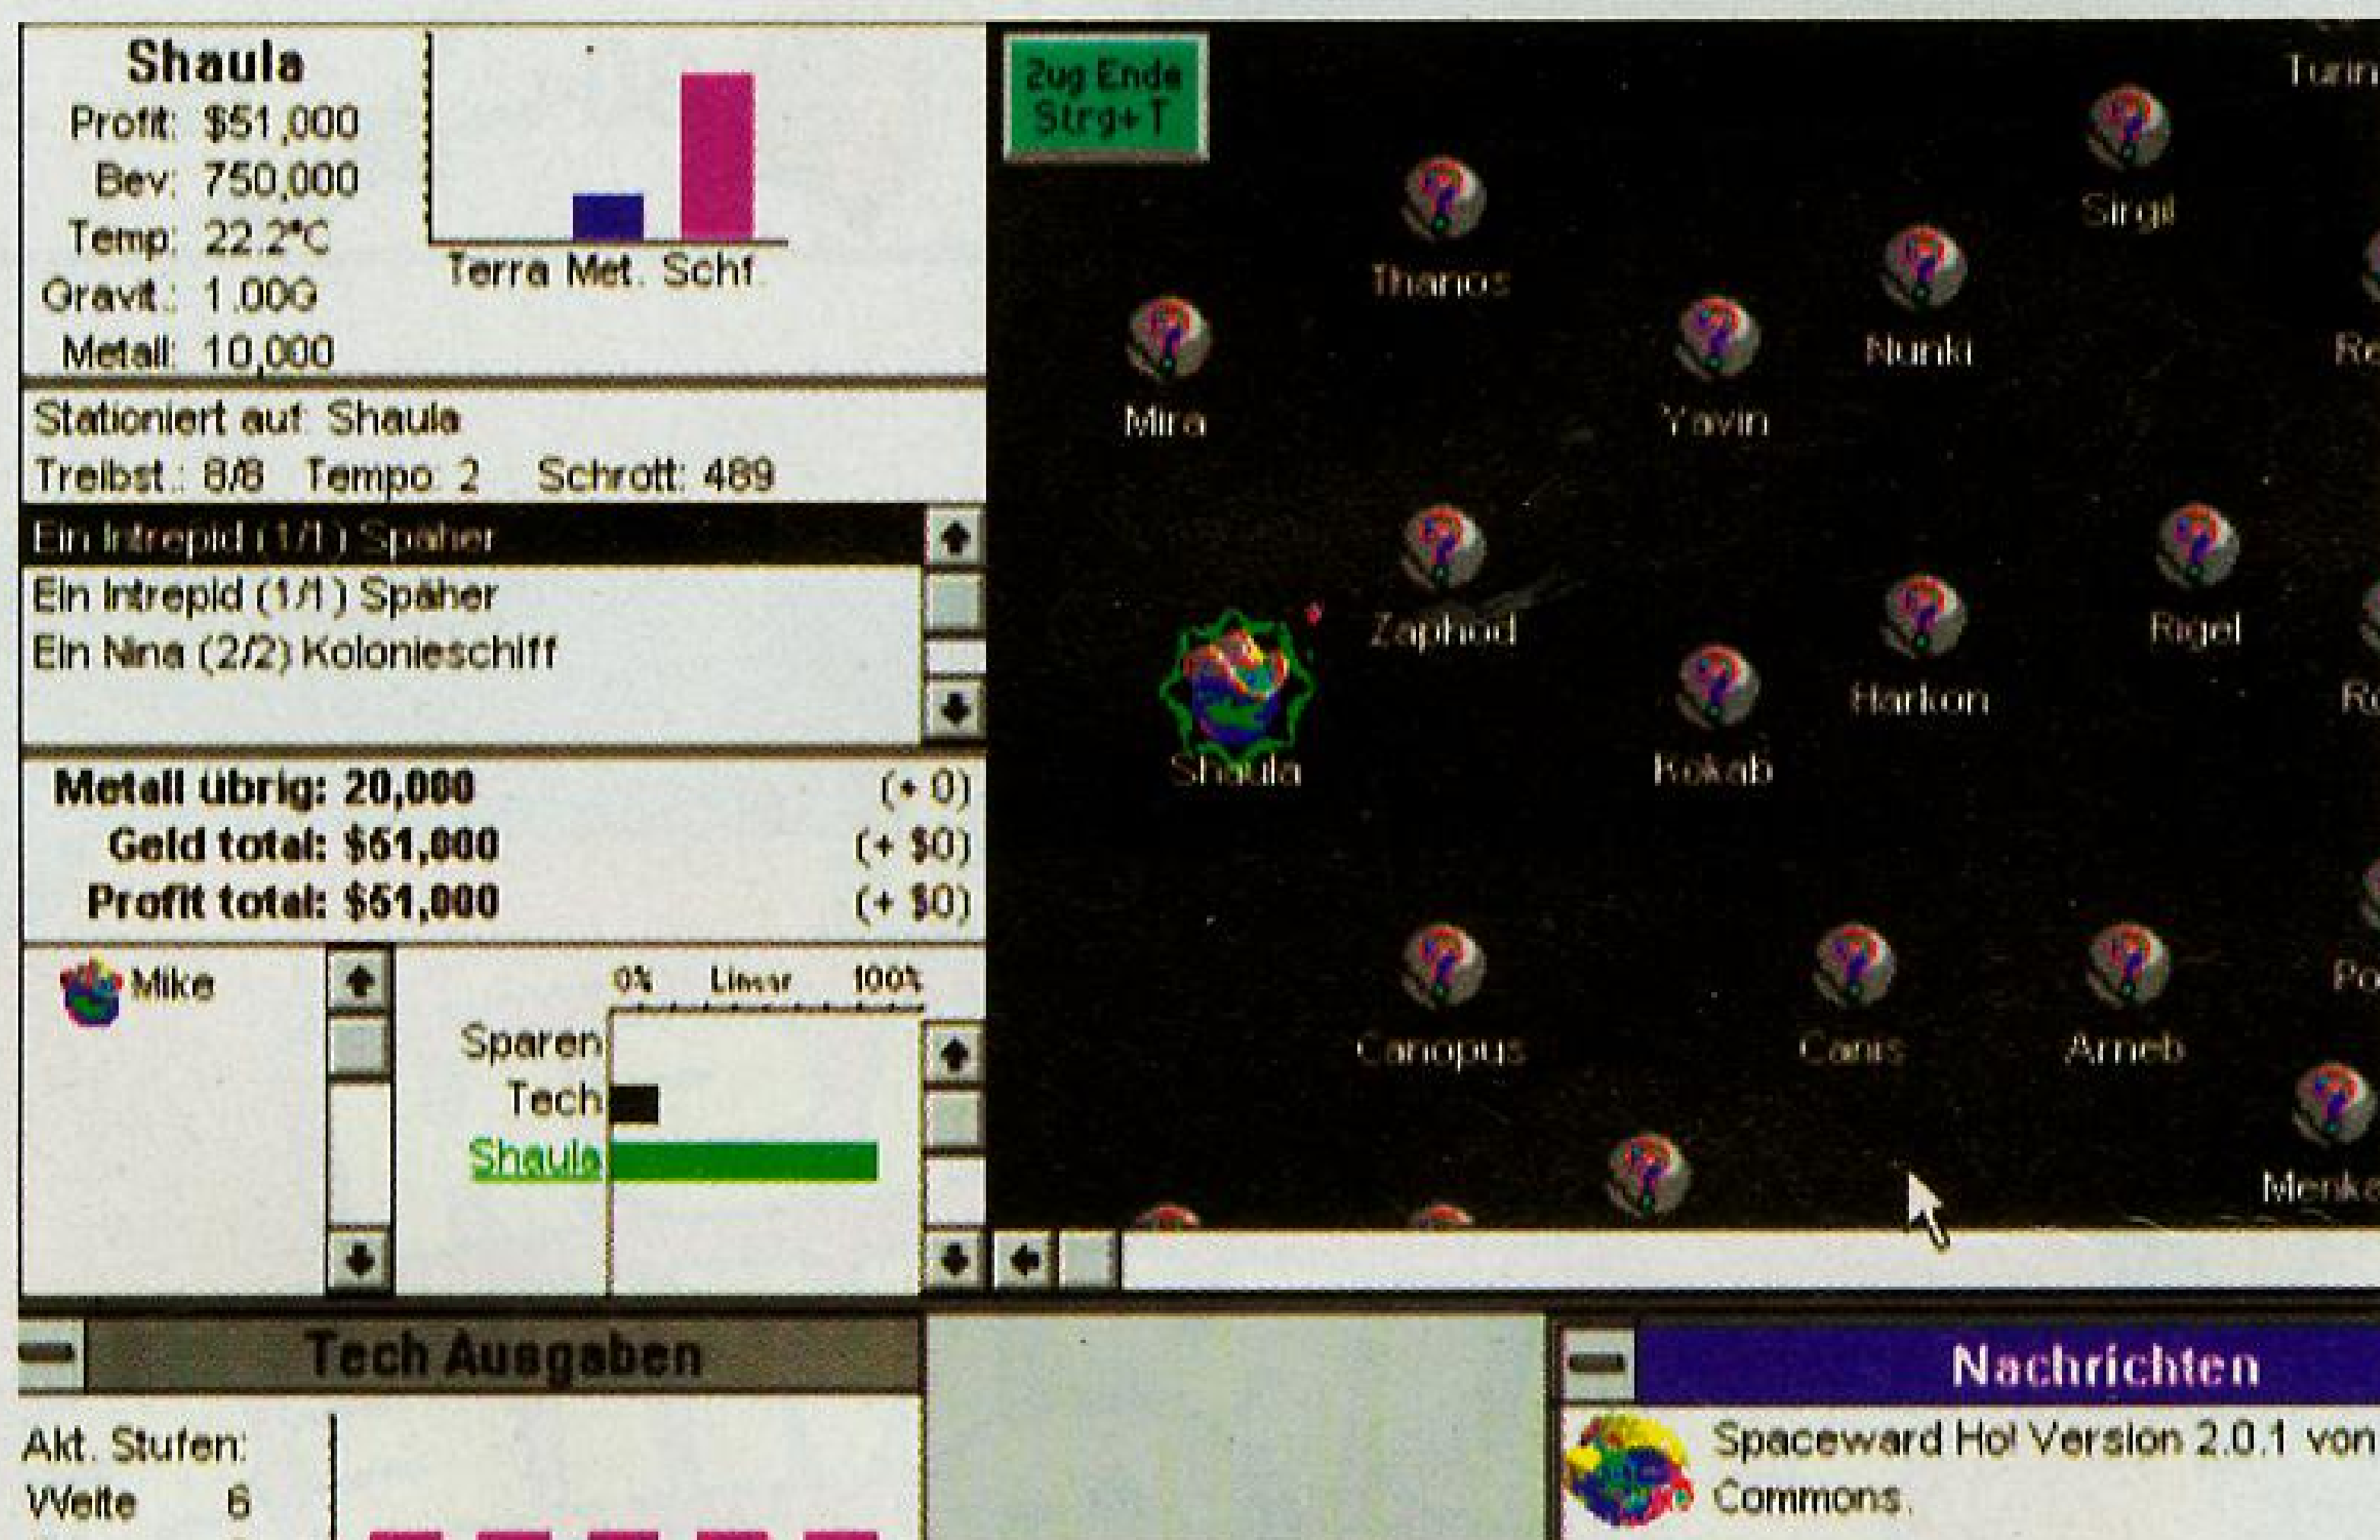 Shaula
Profit: $51,000
Bev: 750,000
Temp: 22.2°C
Gravit.: 1.00G
Metall: 10,000
Terra Met. Schf.
Stationiert auf: Shaula
Treibst.: 8/8 Tempo: 2 Schrott: 489
Ein Intrepid (1/1) Späher
Ein Intrepid (1/1) Späher
Ein Nina (2/2) Kolonieschiff
Metall übrig: 20,000 (+ 0)
Geld total: $51,000 (+ $0)
Profit total: $51,000 (+ $0)
Mike
0% Linear 100%
Sparen
Tech
Shaula
Zug Ende
Strg+T
Turin
Sirgil
Thanos
Nunki
Re
Mira
Yavin
Zaphod
Rigel
Harkon
Shaula
Kokab
Canopus
Canis
Arneb
Po
Menka
Tech Ausgaben
Akt. Stufen:
Weite 6
Nachrichten
Spaceward Ho! Version 2.0.1 von
Commons.